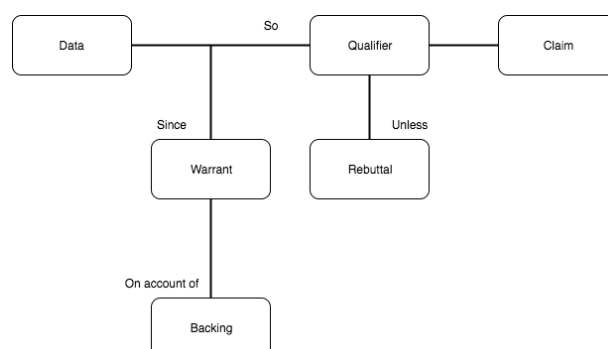 So
Data
Qualifier
Claim
Since
Unless
Warrant
Rebuttal
On account of
Backing